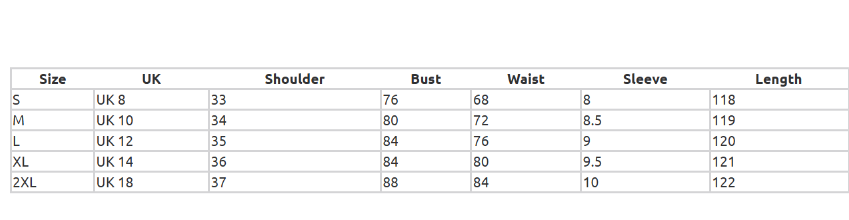 Size UK Shoulder Bust Waist Sleeve Length
S UK 8 33 76 68 8 118
M UK 10 34 80 72 8.5 119
L UK 12 35 84 76 9 120
XL UK 14 36 84 80 9.5 121
2XL UK 18 37 88 84 10 122